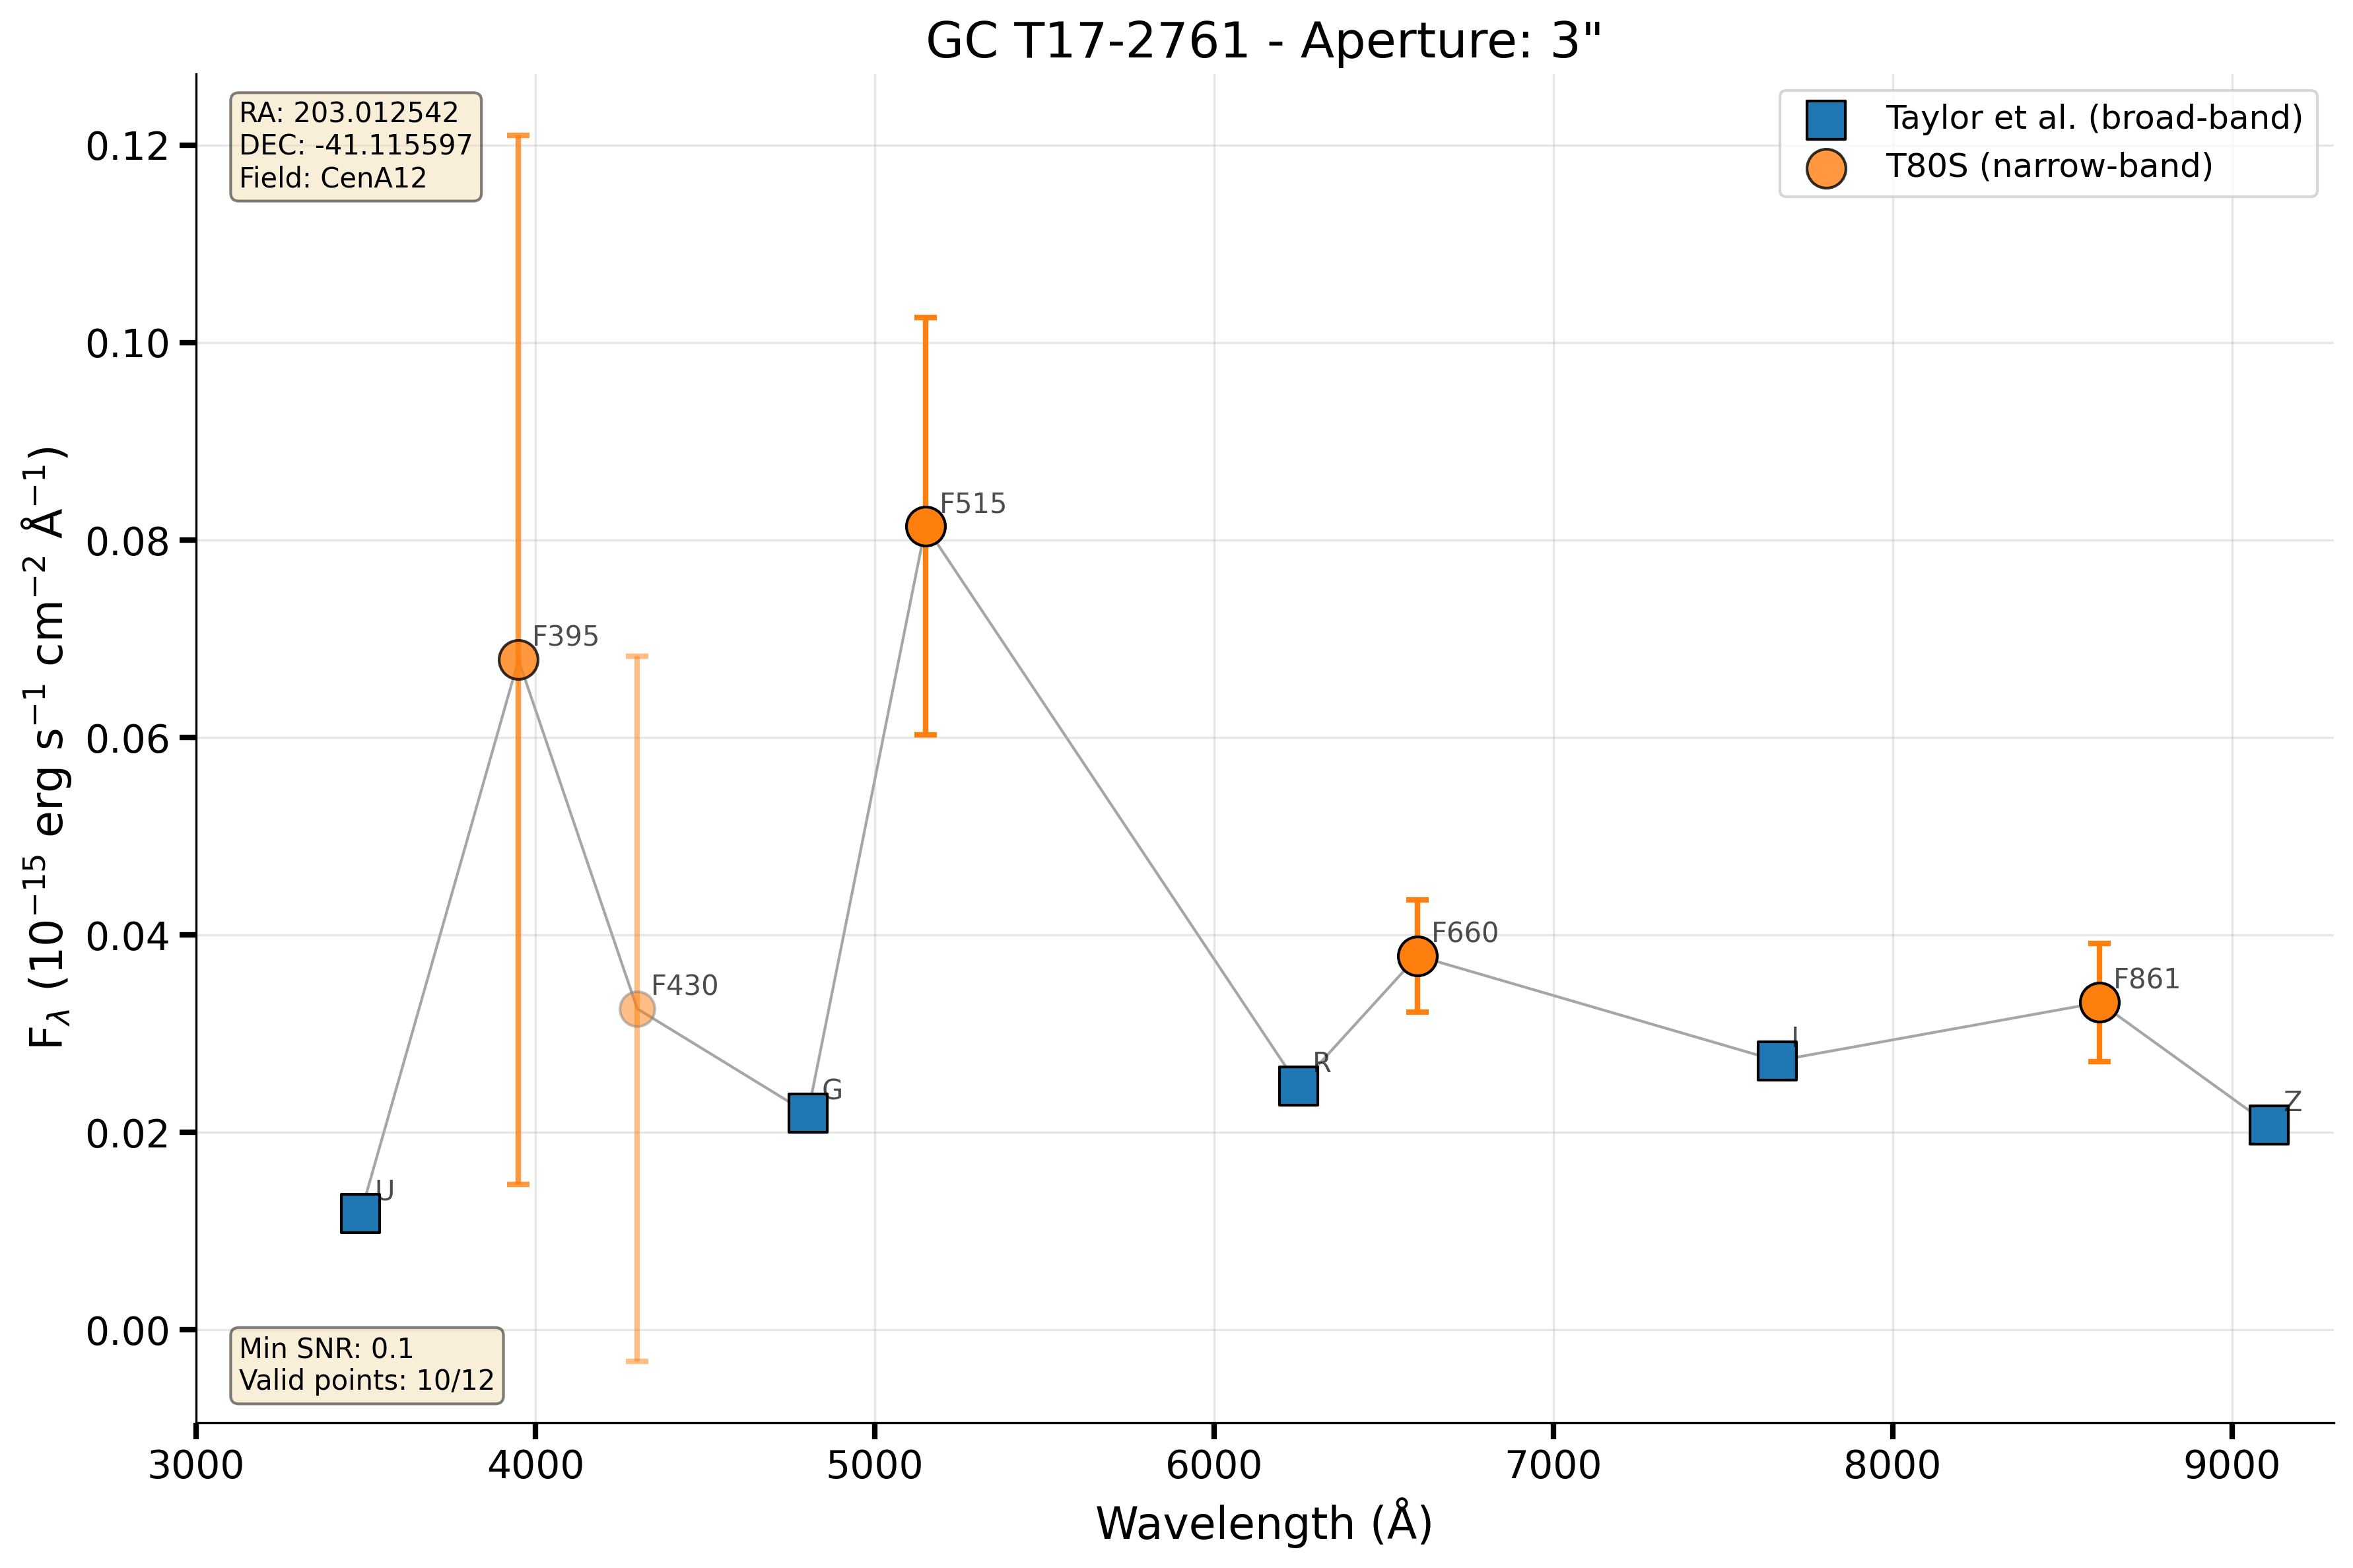 GC T17-2761 - Aperture: 3"
RA: 203.012542
DEC: -41.115597
Field: CenA12
Taylor et al. (broad-band)
T80S (narrow-band)
0.12
0.10
0.08
0.06
0.04
0.02
0.00
F_λ (10⁻¹⁵ erg s⁻¹ cm⁻² Å⁻¹)
U
F395
F430
G
F515
R
F660
I
F861
Z
Min SNR: 0.1
Valid points: 10/12
3000 4000 5000 6000 7000 8000 9000
Wavelength (Å)